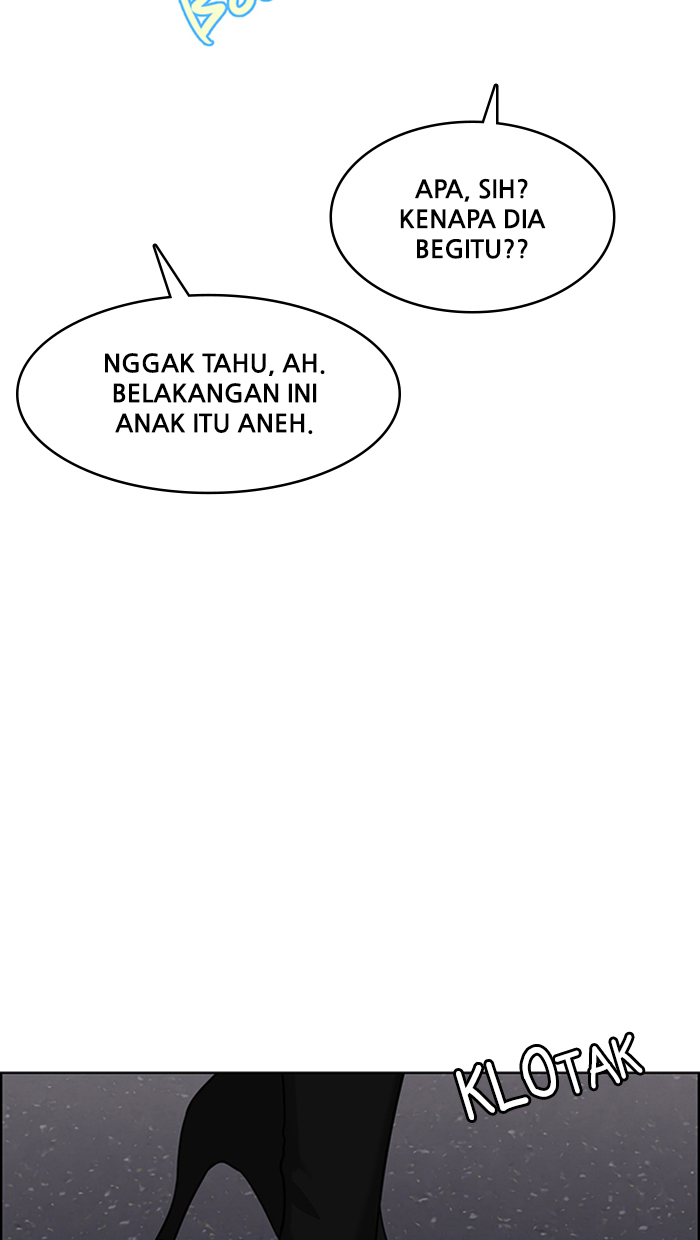 APA, SIH?
KENAPA DIA
BEGITU??
NGGAK TAHU, AH.
BELAKANGAN INI
ANAK ITU ANEH.
KLOTAK